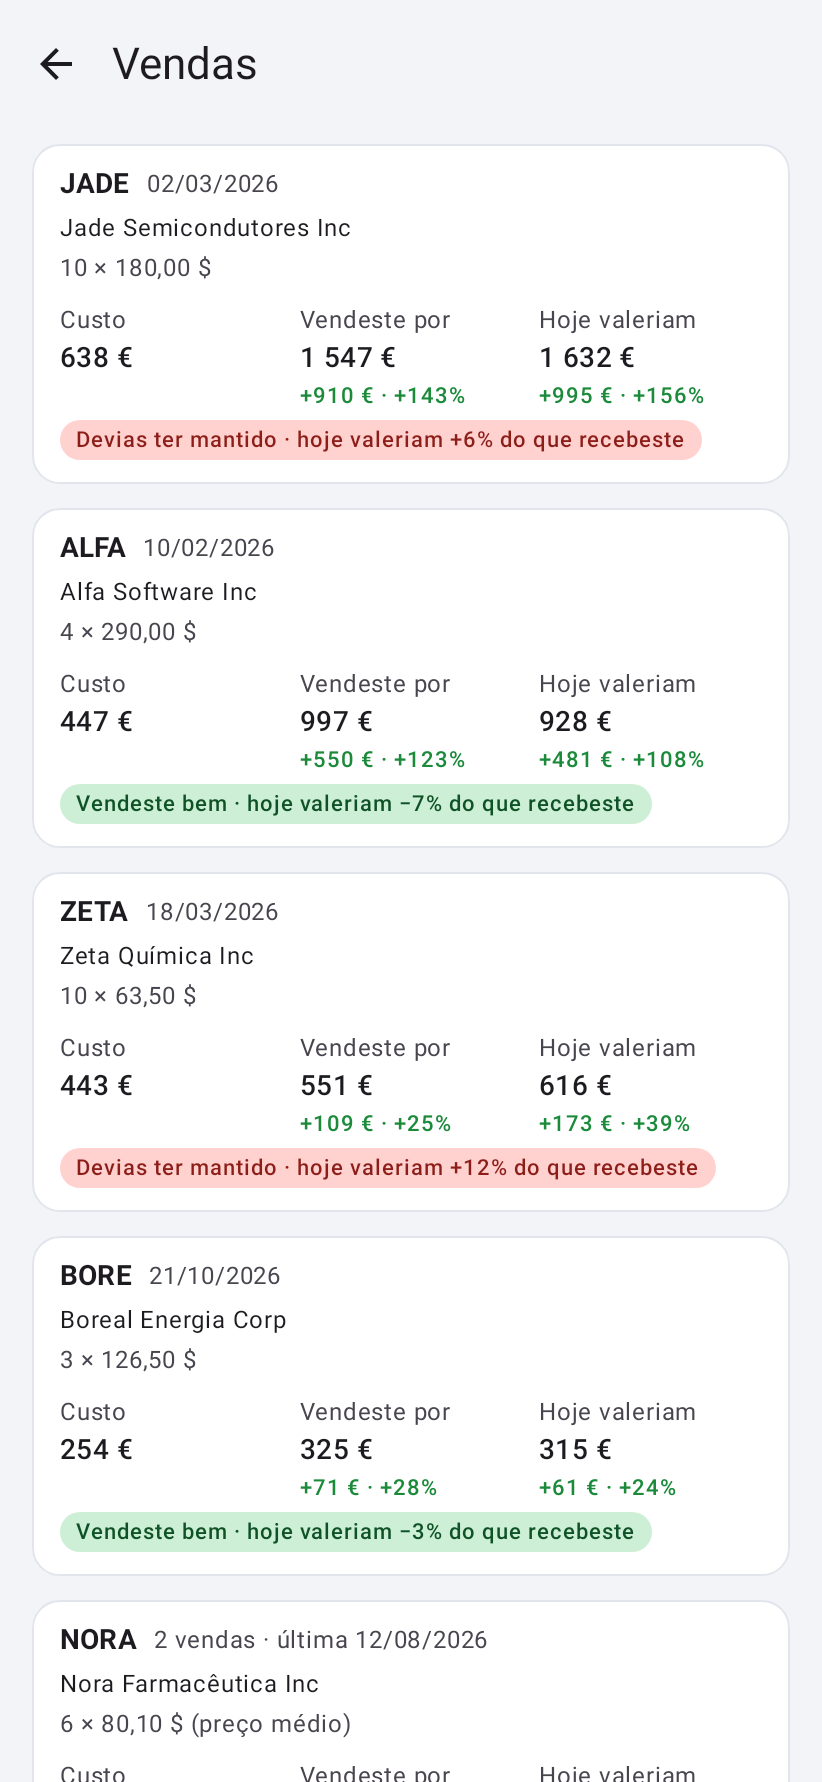 Vendas
JADE 02/03/2026
Jade Semicondutores Inc
10 × 180,00 $
Custo Vendeste por Hoje valeriam
638 € 1 547 € 1 632 €
+910 € · +143% +995 € · +156%
Devias ter mantido · hoje valeriam +6% do que recebeste
ALFA 10/02/2026
Alfa Software Inc
4 × 290,00 $
Custo Vendeste por Hoje valeriam
447 € 997 € 928 €
+550 € · +123% +481 € · +108%
Vendeste bem · hoje valeriam −7% do que recebeste
ZETA 18/03/2026
Zeta Química Inc
10 × 63,50 $
Custo Vendeste por Hoje valeriam
443 € 551 € 616 €
+109 € · +25% +173 € · +39%
Devias ter mantido · hoje valeriam +12% do que recebeste
BORE 21/10/2026
Boreal Energia Corp
3 × 126,50 $
Custo Vendeste por Hoje valeriam
254 € 325 € 315 €
+71 € · +28% +61 € · +24%
Vendeste bem · hoje valeriam −3% do que recebeste
NORA 2 vendas · última 12/08/2026
Nora Farmacêutica Inc
6 × 80,10 $ (preço médio)
Custo Vendeste por Hoje valeriam